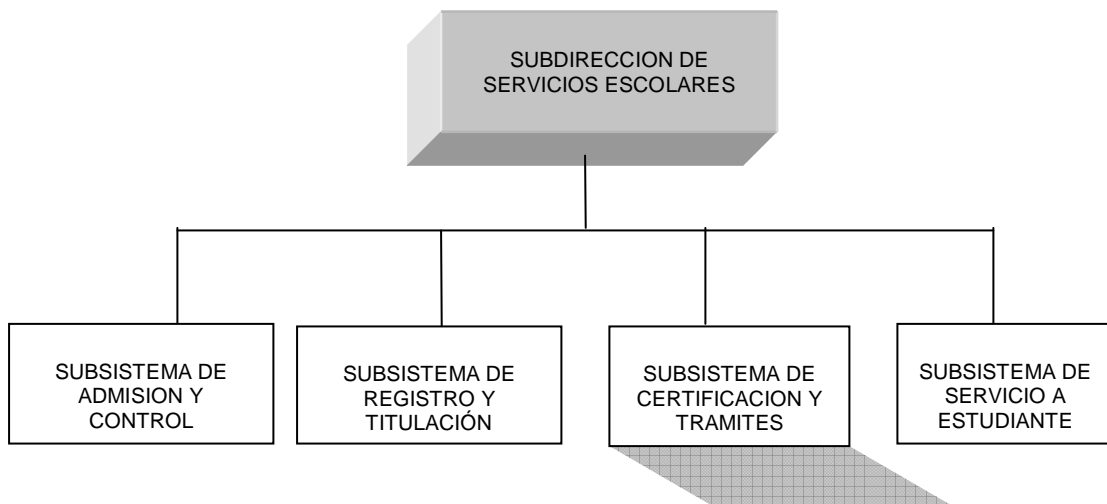 SUBDIRECCION DE
SERVICIOS ESCOLARES
SUBSISTEMA DE
ADMISION Y
CONTROL
SUBSISTEMA DE
REGISTRO Y
TITULACIÓN
SUBSISTEMA DE
CERTIFICACION Y
TRAMITES
SUBSISTEMA DE
SERVICIO A
ESTUDIANTE